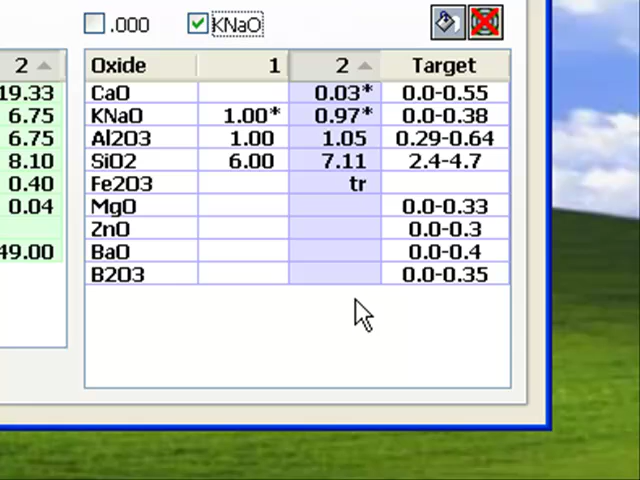 .000 KNaO
2 Oxide 1 2 Target
19.33 CaO 0.03* 0.0-0.55
6.75 KNaO 1.00* 0.97* 0.0-0.38
6.75 Al2O3 1.00 1.05 0.29-0.64
8.10 SiO2 6.00 7.11 2.4-4.7
0.40 Fe2O3 tr
0.04 MgO 0.0-0.33
ZnO 0.0-0.3
49.00 BaO 0.0-0.4
B2O3 0.0-0.35